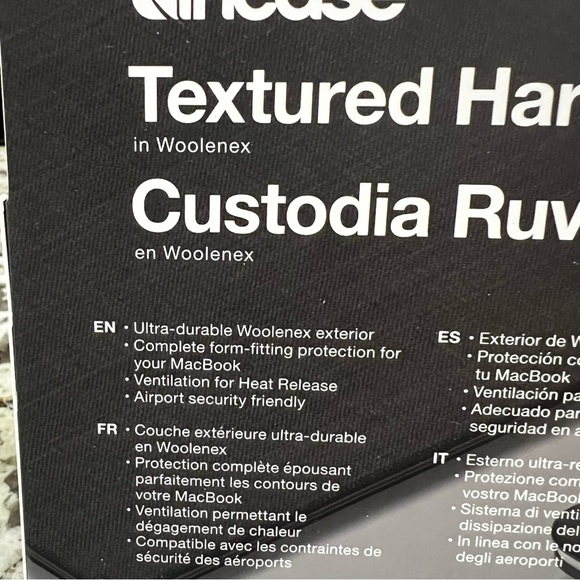 incase
Textured Har
in Woolenex
Custodia Ruv
en Woolenex
EN • Ultra-durable Woolenex exterior
• Complete form-fitting protection for
your MacBook
• Ventilation for Heat Release
• Airport security friendly
FR • Couche extérieure ultra-durable
en Woolenex
• Protection complète épousant
parfaitement les contours de
votre MacBook
• Ventilation permettant le
dégagement de chaleur
• Compatible avec les contraintes de
sécurité des aéroports
ES • Exterior de W
• Protección co
tu MacBook
• Ventilación pa
• Adecuado par
seguridad en a
IT • Esterno ultra-re
• Protezione com
vostro MacBoo
• Sistema di venti
dissipazione del
• In linea con le no
degli aeroporti